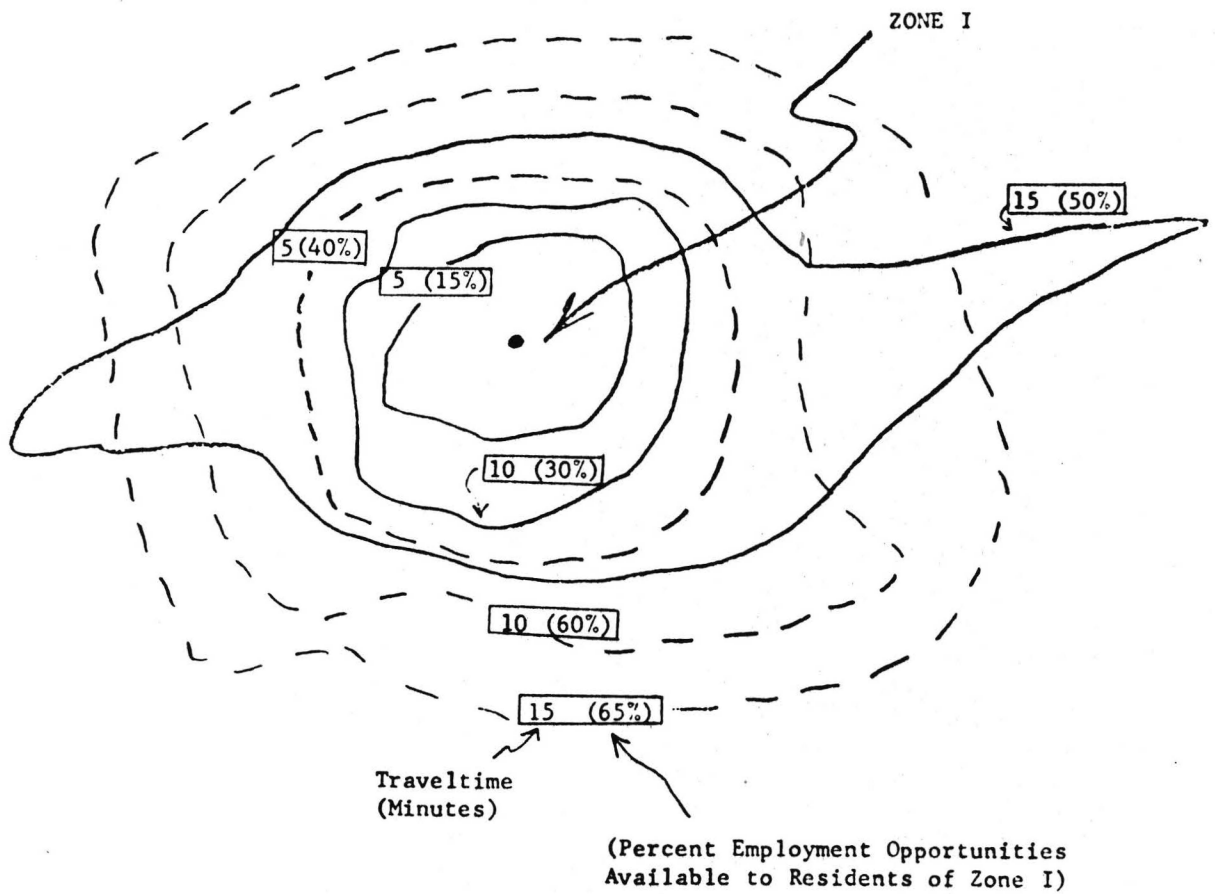 ZONE I
15 (50%)
5(40%)
5 (15%)
10 (30%)
10 (60%)
15 (65%)
Traveltime
(Minutes)
(Percent Employment Opportunities
Available to Residents of Zone I)